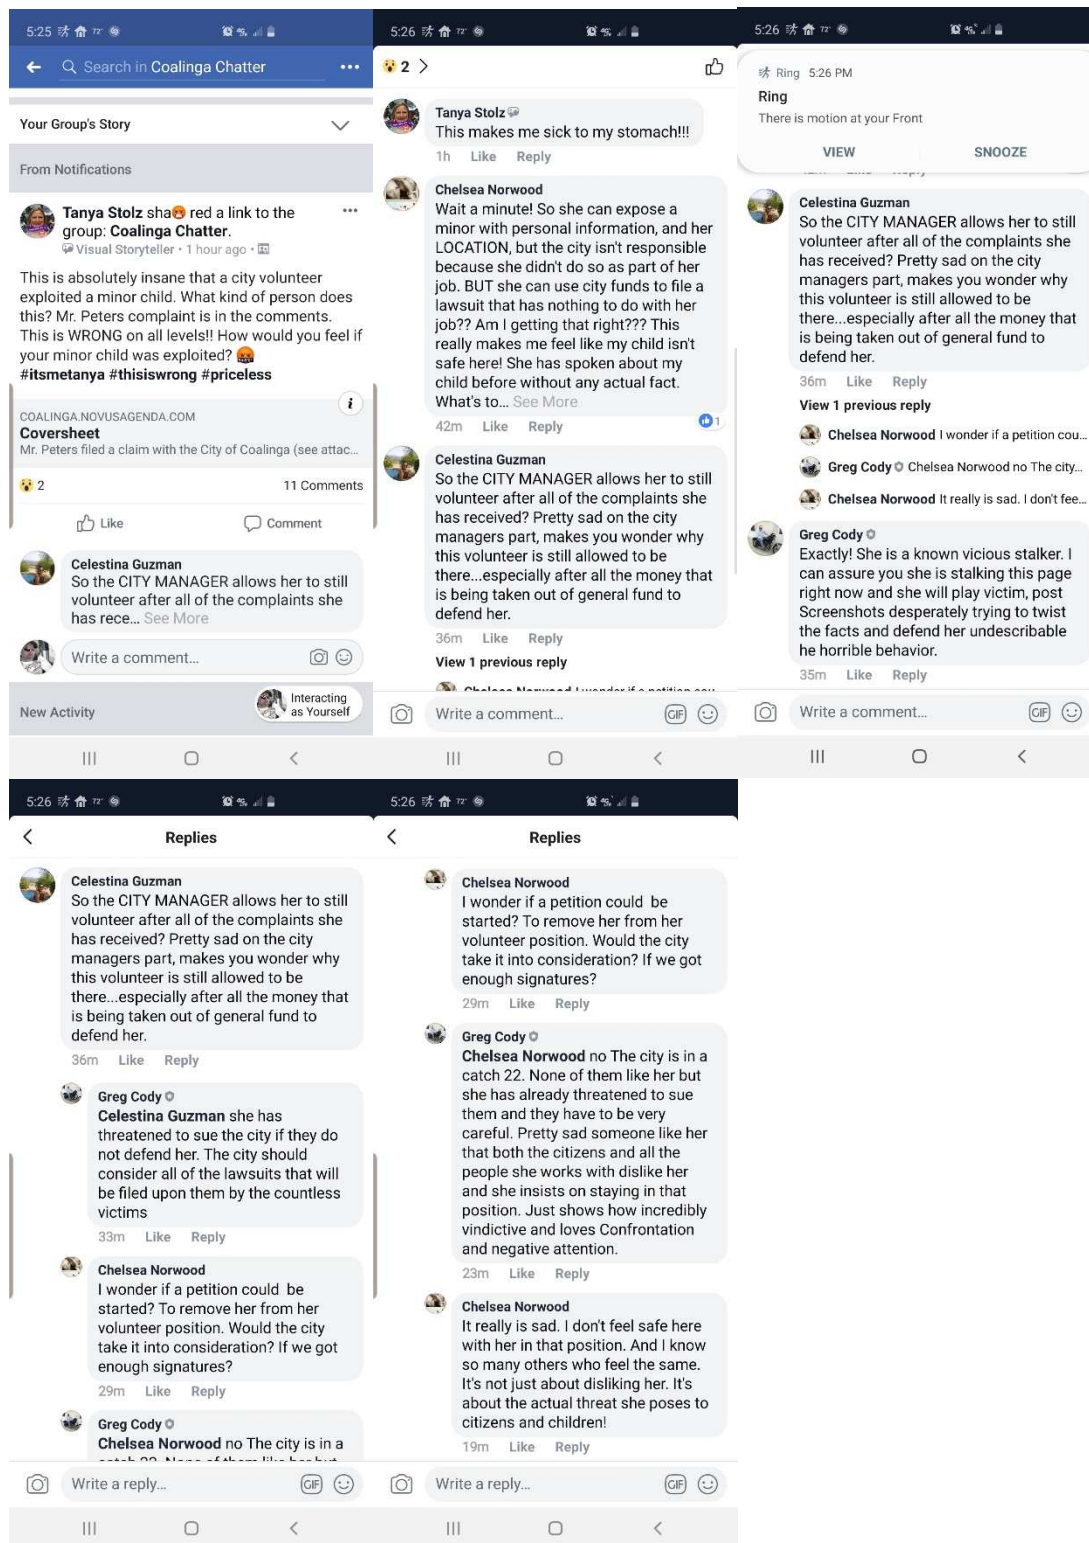 5:25 72°
Search in Coalinga Chatter
Your Group's Story
From Notifications
Tanya Stolz sha red a link to the
group: Coalinga Chatter.
Visual Storyteller • 1 hour ago •
This is absolutely insane that a city volunteer
exploited a minor child. What kind of person does
this? Mr. Peters complaint is in the comments.
This is WRONG on all levels!! How would you feel if
your minor child was exploited?
#itsmetanya #thisiswrong #priceless
COALINGA.NOVUSAGENDA.COM
Coversheet
Mr. Peters filed a claim with the City of Coalinga (see attac...
2 11 Comments
Like Comment
Celestina Guzman
So the CITY MANAGER allows her to still
volunteer after all of the complaints she
has rece... See More
Write a comment...
New Activity
Interacting
as Yourself
5:26 72°
2
Tanya Stolz
This makes me sick to my stomach!!!
1h Like Reply
Chelsea Norwood
Wait a minute! So she can expose a
minor with personal information, and her
LOCATION, but the city isn't responsible
because she didn't do so as part of her
job. BUT she can use city funds to file a
lawsuit that has nothing to do with her
job?? Am I getting that right??? This
really makes me feel like my child isn't
safe here! She has spoken about my
child before without any actual fact.
What's to... See More
42m Like Reply 1
Celestina Guzman
So the CITY MANAGER allows her to still
volunteer after all of the complaints she
has received? Pretty sad on the city
managers part, makes you wonder why
this volunteer is still allowed to be
there...especially after all the money that
is being taken out of general fund to
defend her.
36m Like Reply
View 1 previous reply
Write a comment... GIF
5:26 72°
Ring 5:26 PM
Ring
There is motion at your Front
VIEW SNOOZE
Celestina Guzman
So the CITY MANAGER allows her to still
volunteer after all of the complaints she
has received? Pretty sad on the city
managers part, makes you wonder why
this volunteer is still allowed to be
there...especially after all the money that
is being taken out of general fund to
defend her.
36m Like Reply
View 1 previous reply
Chelsea Norwood I wonder if a petition cou...
Greg Cody Chelsea Norwood no The city...
Chelsea Norwood It really is sad. I don't fee...
Greg Cody
Exactly! She is a known vicious stalker. I
can assure you she is stalking this page
right now and she will play victim, post
Screenshots desperately trying to twist
the facts and defend her undescribable
he horrible behavior.
35m Like Reply
Write a comment... GIF
5:26 72°
Replies
Celestina Guzman
So the CITY MANAGER allows her to still
volunteer after all of the complaints she
has received? Pretty sad on the city
managers part, makes you wonder why
this volunteer is still allowed to be
there...especially after all the money that
is being taken out of general fund to
defend her.
36m Like Reply
Greg Cody
Celestina Guzman she has
threatened to sue the city if they do
not defend her. The city should
consider all of the lawsuits that will
be filed upon them by the countless
victims
33m Like Reply
Chelsea Norwood
I wonder if a petition could be
started? To remove her from her
volunteer position. Would the city
take it into consideration? If we got
enough signatures?
29m Like Reply
Greg Cody
Chelsea Norwood no The city is in a
Write a reply... GIF
5:26 72°
Replies
Chelsea Norwood
I wonder if a petition could be
started? To remove her from her
volunteer position. Would the city
take it into consideration? If we got
enough signatures?
29m Like Reply
Greg Cody
Chelsea Norwood no The city is in a
catch 22. None of them like her but
she has already threatened to sue
them and they have to be very
careful. Pretty sad someone like her
that both the citizens and all the
people she works with dislike her
and she insists on staying in that
position. Just shows how incredibly
vindictive and loves Confrontation
and negative attention.
23m Like Reply
Chelsea Norwood
It really is sad. I don't feel safe here
with her in that position. And I know
so many others who feel the same.
It's not just about disliking her. It's
about the actual threat she poses to
citizens and children!
19m Like Reply
Write a reply... GIF